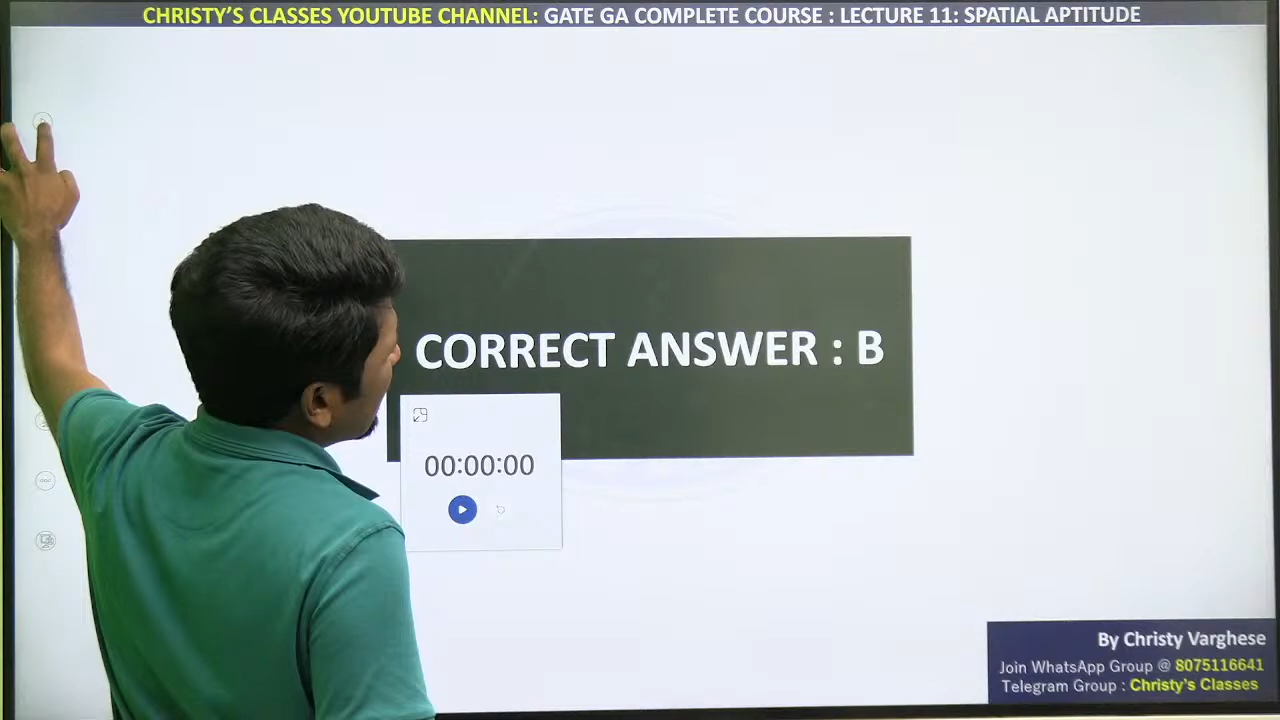 CHRISTY'S CLASSES YOUTUBE CHANNEL: GATE GA COMPLETE COURSE : LECTURE 11: SPATIAL APTITUDE
CORRECT ANSWER : B
00:00:00
By Christy Varghese
Join WhatsApp Group @ 8075116641
Telegram Group : Christy's Classes